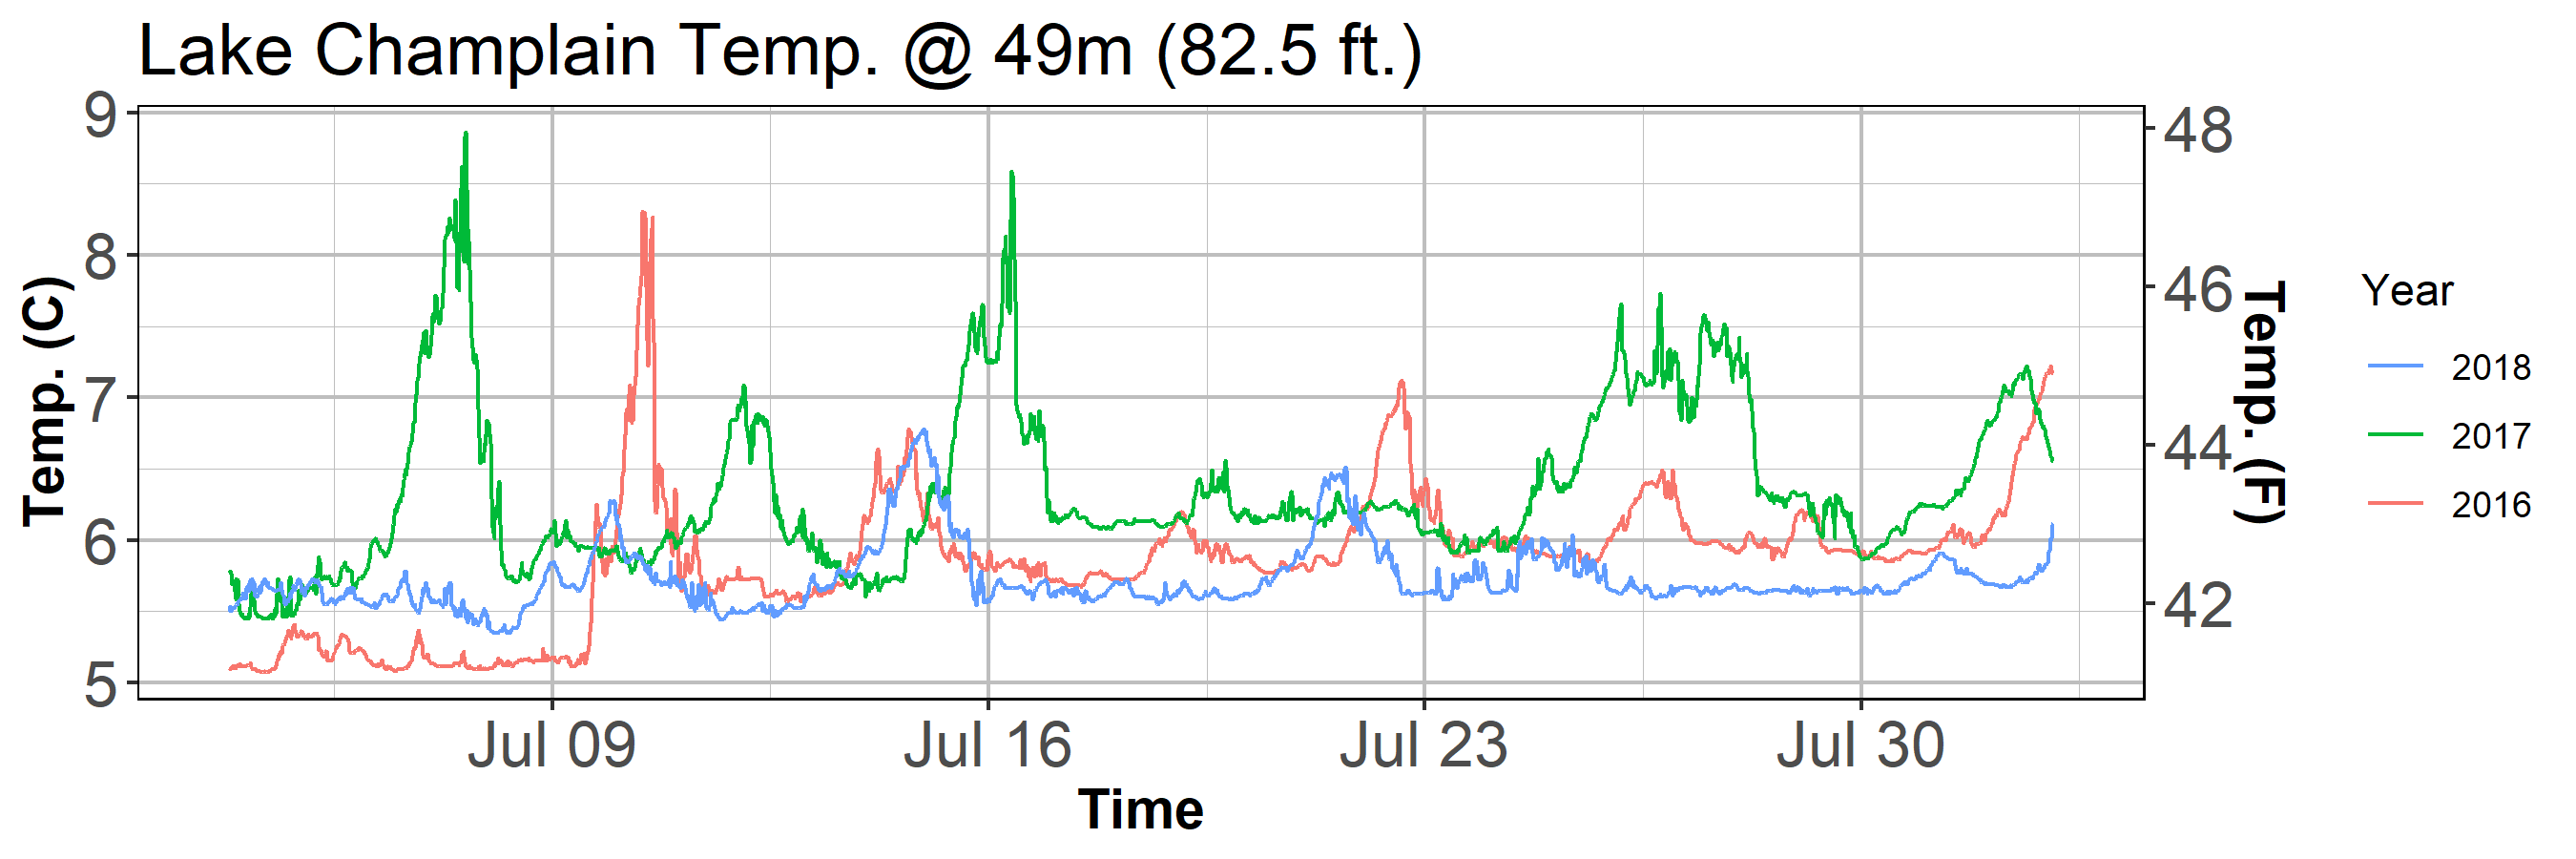 Lake Champlain Temp. @ 49m (82.5 ft.)
9
8
7
6
5
Temp. (C)
48
46
44
42
Temp. (F)
Jul 09
Jul 16
Jul 23
Jul 30
Time
Year
2018
2017
2016